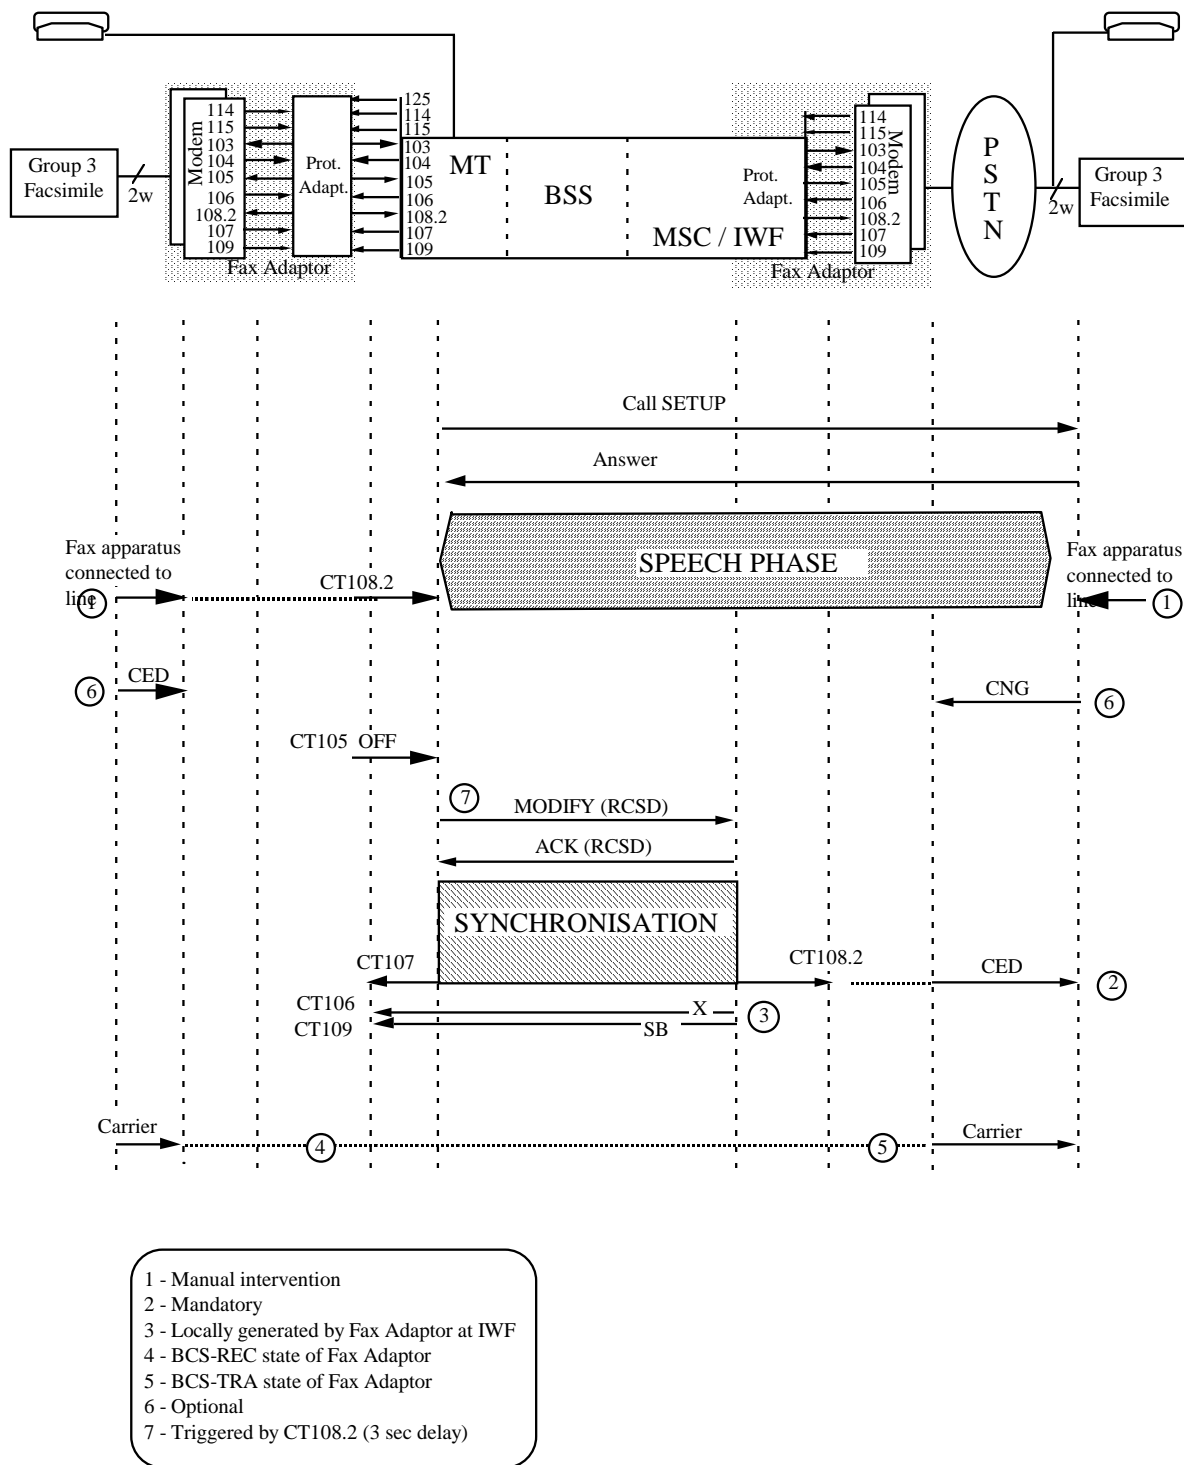 114
115
103
104
105
106
108.2
107
109
Modem
Group 3
Facsimile
2w
Prot.
Adapt.
Fax Adaptor
125
114
115
103
104
105
106
108.2
107
109
MT
BSS
MSC / IWF
Prot.
Adapt.
Fax Adaptor
114
115
103
104
105
106
108.2
107
109
Modem
P
S
T
N
2w
Group 3
Facsimile
Call SETUP
Answer
SPEECH PHASE
Fax apparatus
connected to
line
1
CT108.2
Fax apparatus
connected to
line
1
6
CED
CNG
6
CT105 OFF
7
MODIFY (RCSD)
ACK (RCSD)
SYNCHRONISATION
CT107
CT108.2
CED
2
CT106
X
3
CT109
SB
Carrier
4
5
Carrier
1 - Manual intervention
2 - Mandatory
3 - Locally generated by Fax Adaptor at IWF
4 - BCS-REC state of Fax Adaptor
5 - BCS-TRA state of Fax Adaptor
6 - Optional
7 - Triggered by CT108.2 (3 sec delay)